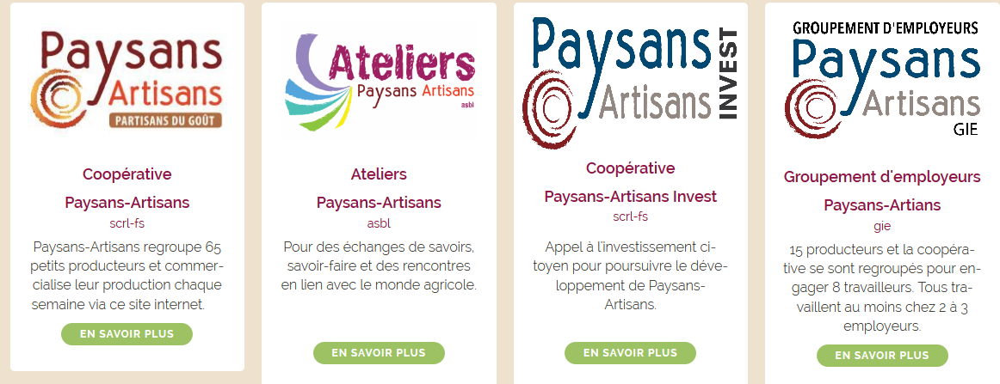 Paysans
Artisans
PARTISANS DU GOÛT
Coopérative
Paysans-Artisans
scrl-fs
Paysans-Artisans regroupe 65
petits producteurs et commer-
cialise leur production chaque
semaine via ce site internet.
EN SAVOIR PLUS
Ateliers
Paysans Artisans
asbl
Ateliers
Paysans-Artisans
asbl
Pour des échanges de savoirs,
savoir-faire et des rencontres
en lien avec le monde agricole.
EN SAVOIR PLUS
Paysans
Artisans
INVEST
Coopérative
Paysans-Artisans Invest
scrl-fs
Appel à l'investissement ci-
toyen pour poursuivre le déve-
loppement de Paysans-
Artisans.
EN SAVOIR PLUS
GROUPEMENT D'EMPLOYEURS
Paysans
Artisans
GIE
Groupement d'employeurs
Paysans-Artians
gie
15 producteurs et la coopéra-
tive se sont regroupés pour en-
gager 8 travailleurs. Tous tra-
vaillent au moins chez 2 à 3
employeurs.
EN SAVOIR PLUS